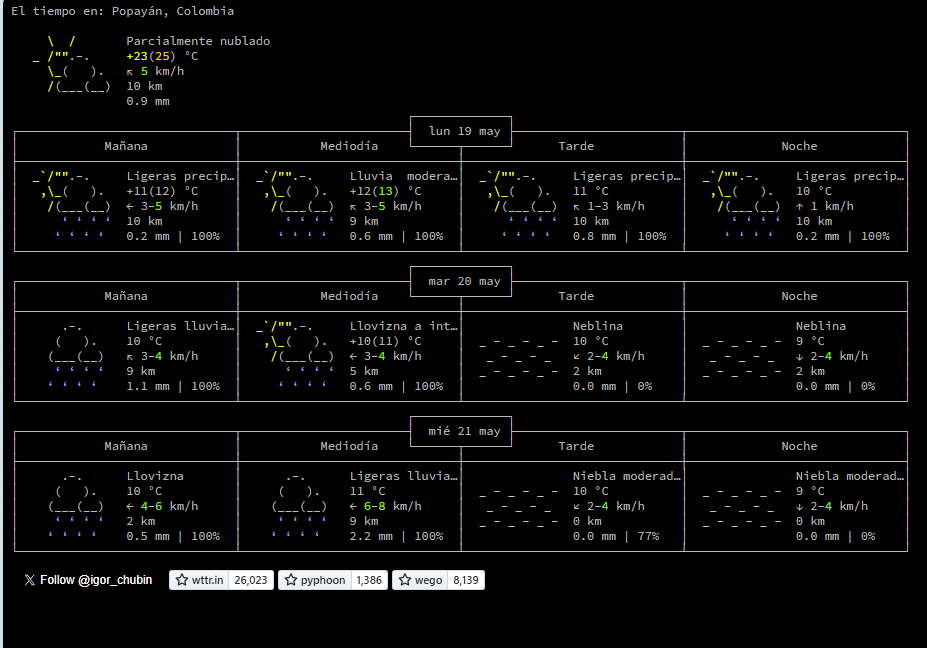 El tiempo en: Popayán, Colombia
Parcialmente nublado
+23(25) °C
↖ 5 km/h
10 km
0.9 mm
lun 19 may
Mañana Mediodía Tarde Noche
Ligeras precip… Lluvia  modera… Ligeras precip… Ligeras precip…
+11(12) °C +12(13) °C 11 °C 10 °C
← 3-5 km/h ↖ 3-5 km/h ↖ 1-3 km/h ↑ 1 km/h
10 km 9 km 10 km 10 km
0.2 mm | 100% 0.6 mm | 100% 0.8 mm | 100% 0.2 mm | 100%
mar 20 may
Mañana Mediodía Tarde Noche
Ligeras lluvia… Llovizna a int… Neblina Neblina
10 °C +10(11) °C 10 °C 9 °C
↖ 3-4 km/h ← 3-4 km/h ↙ 2-4 km/h ↓ 2-4 km/h
9 km 5 km 2 km 2 km
1.1 mm | 100% 0.6 mm | 100% 0.0 mm | 0% 0.0 mm | 0%
mié 21 may
Mañana Mediodía Tarde Noche
Llovizna Ligeras lluvia… Niebla moderad… Niebla moderad…
10 °C 11 °C 10 °C 9 °C
← 4-6 km/h ← 6-8 km/h ↙ 2-4 km/h ↓ 2-4 km/h
2 km 9 km 0 km 0 km
0.5 mm | 100% 2.2 mm | 100% 0.0 mm | 77% 0.0 mm | 0%
Follow @igor_chubin wttr.in 26,023 pyphoon 1,386 wego 8,139